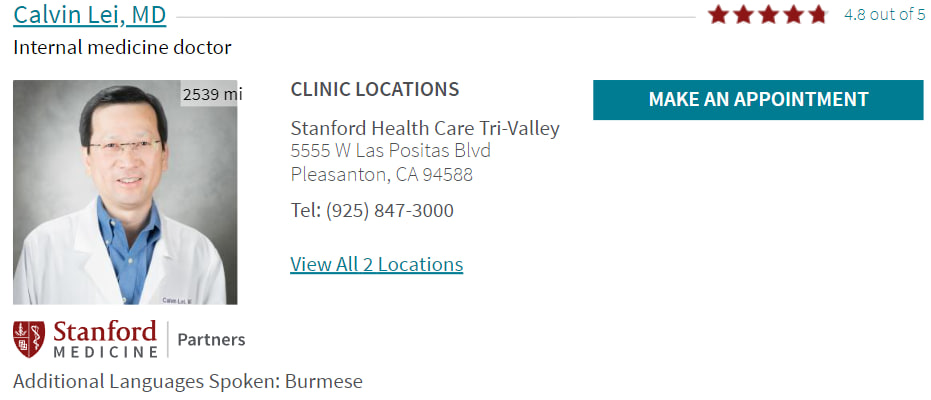 Calvin Lei, MD
4.8 out of 5
Internal medicine doctor
2539 mi
CLINIC LOCATIONS
Stanford Health Care Tri-Valley
5555 W Las Positas Blvd
Pleasanton, CA 94588
Tel: (925) 847-3000
View All 2 Locations
MAKE AN APPOINTMENT
Calvin Lei, M
Stanford
MEDICINE
Partners
Additional Languages Spoken: Burmese